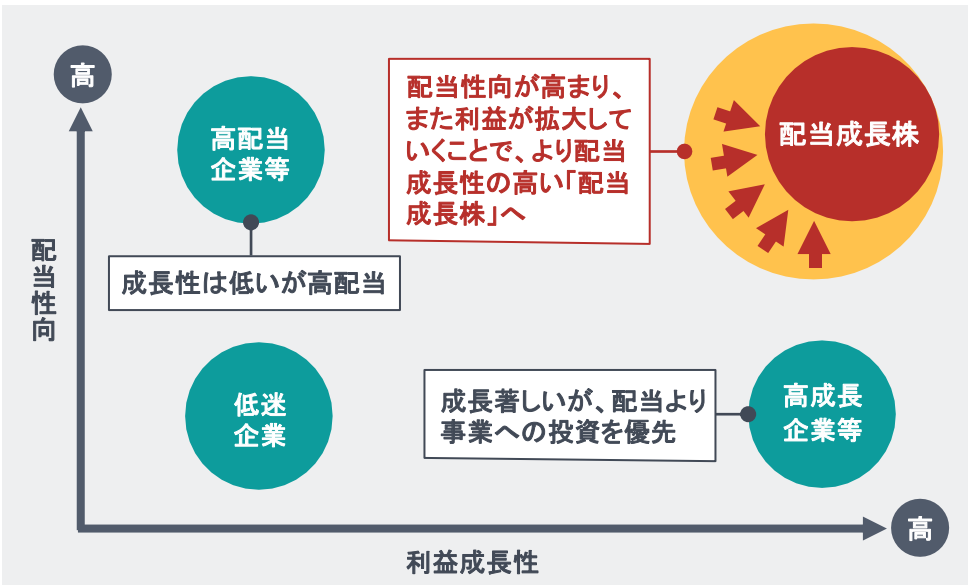 高
高配当
企業等
成長性は低いが高配当
配当性向が高まり、
また利益が拡大して
いくことで、より配当
成長性の高い「配当
成長株」へ
配当成長株
配当性向
低迷
企業
成長著しいが、配当より
事業への投資を優先
高成長
企業等
高
利益成長性